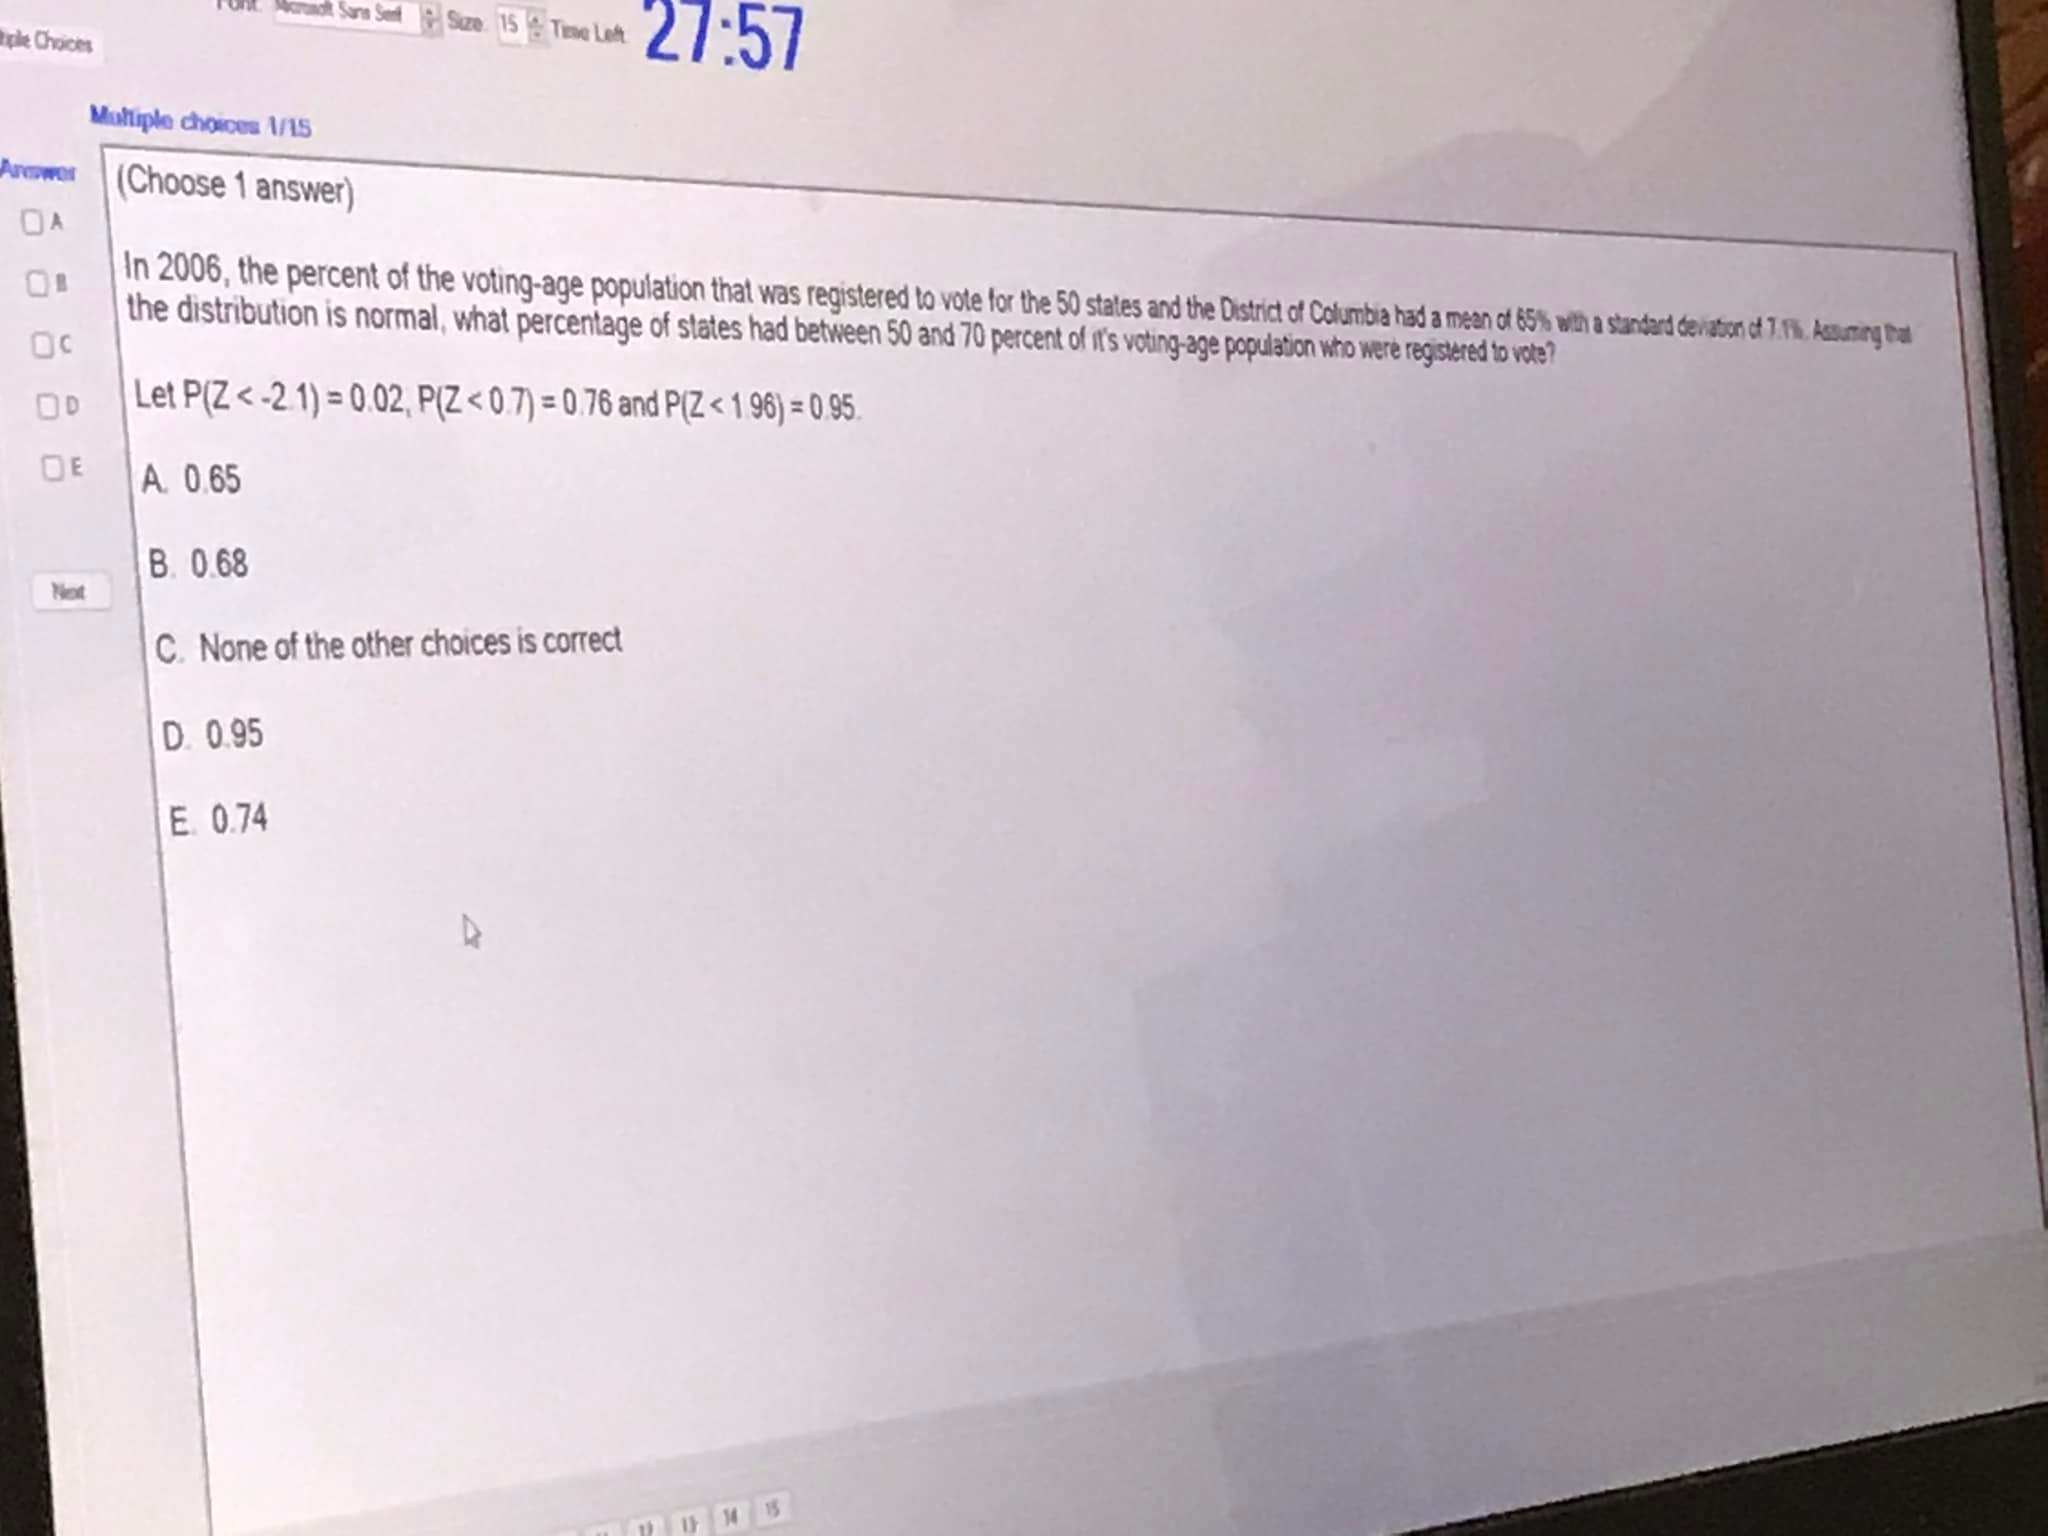 Font Microsoft Sans Serif Size 15 Time Left 27:57
Choices
Multiple choices 1/15
Answer
(Choose 1 answer)
A
B
C
D
E
Next
In 2006, the percent of the voting-age population that was registered to vote for the 50 states and the District of Columbia had a mean of 65% with a standard deviation of 7.1%. Assuming that
the distribution is normal, what percentage of states had between 50 and 70 percent of it's voting-age population who were registered to vote?
Let P(Z < -2.1) = 0.02, P(Z < 0.7) = 0.76 and P(Z < 1.96) = 0.95.
A. 0.65
B. 0.68
C. None of the other choices is correct
D. 0.95
E. 0.74
12 13 14 15